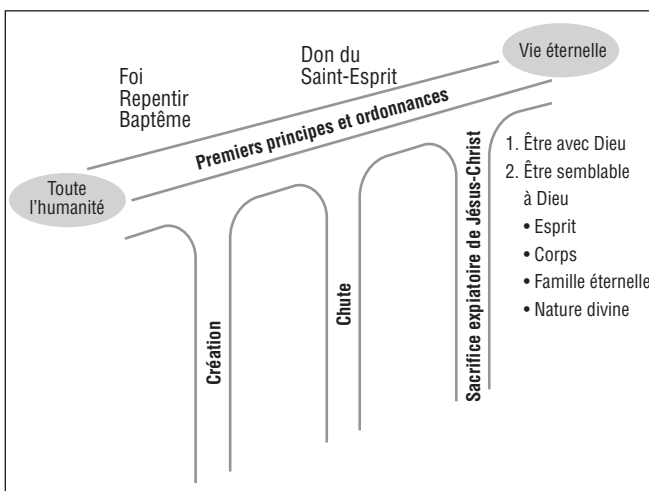 Vie éternelle
Foi
Repentir
Baptême
Don du
Saint-Esprit
Premiers principes et ordonnances
Toute
l’humanité
Création
Chute
Sacrifice expiatoire de Jésus-Christ
1. Être avec Dieu
2. Être semblable
à Dieu
• Esprit
• Corps
• Famille éternelle
• Nature divine